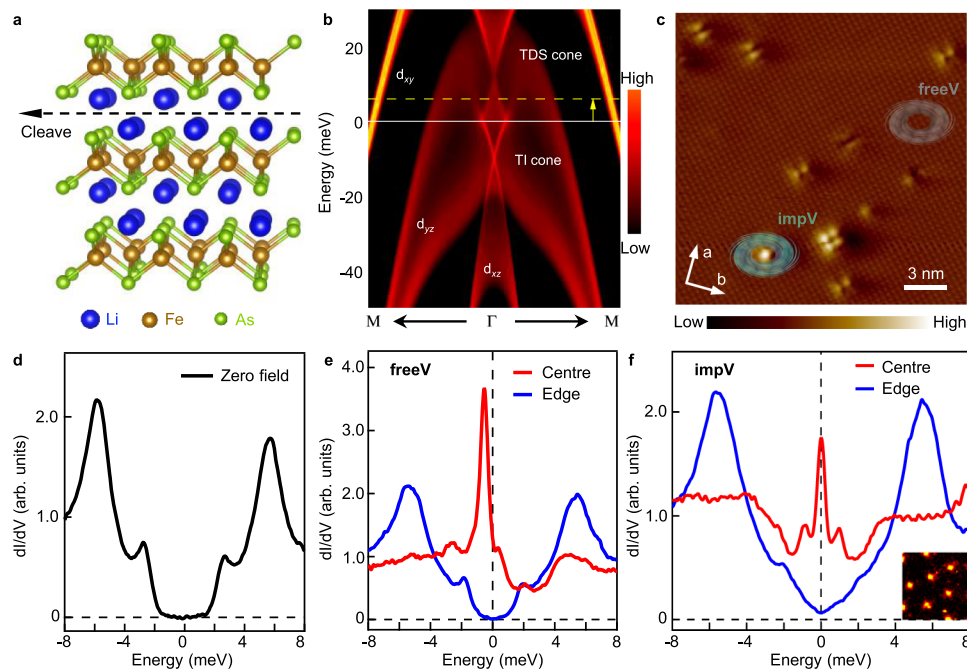 a
Cleave
Li
Fe
As
b
Energy (meV)
20
0
-20
-40
d_xy
TDS cone
TI cone
d_yz
d_xz
M
Γ
M
High
Low
c
freeV
impV
a
b
3 nm
Low
High
d
Zero field
dI/dV (arb. units)
2.0
1.0
0
-8
-4
0
4
8
Energy (meV)
e
freeV
Centre
Edge
dI/dV (arb. units)
4.0
3.0
2.0
1.0
0
-8
-4
0
4
8
Energy (meV)
f
impV
Centre
Edge
dI/dV (arb. units)
2.0
1.0
0
-8
-4
0
4
8
Energy (meV)